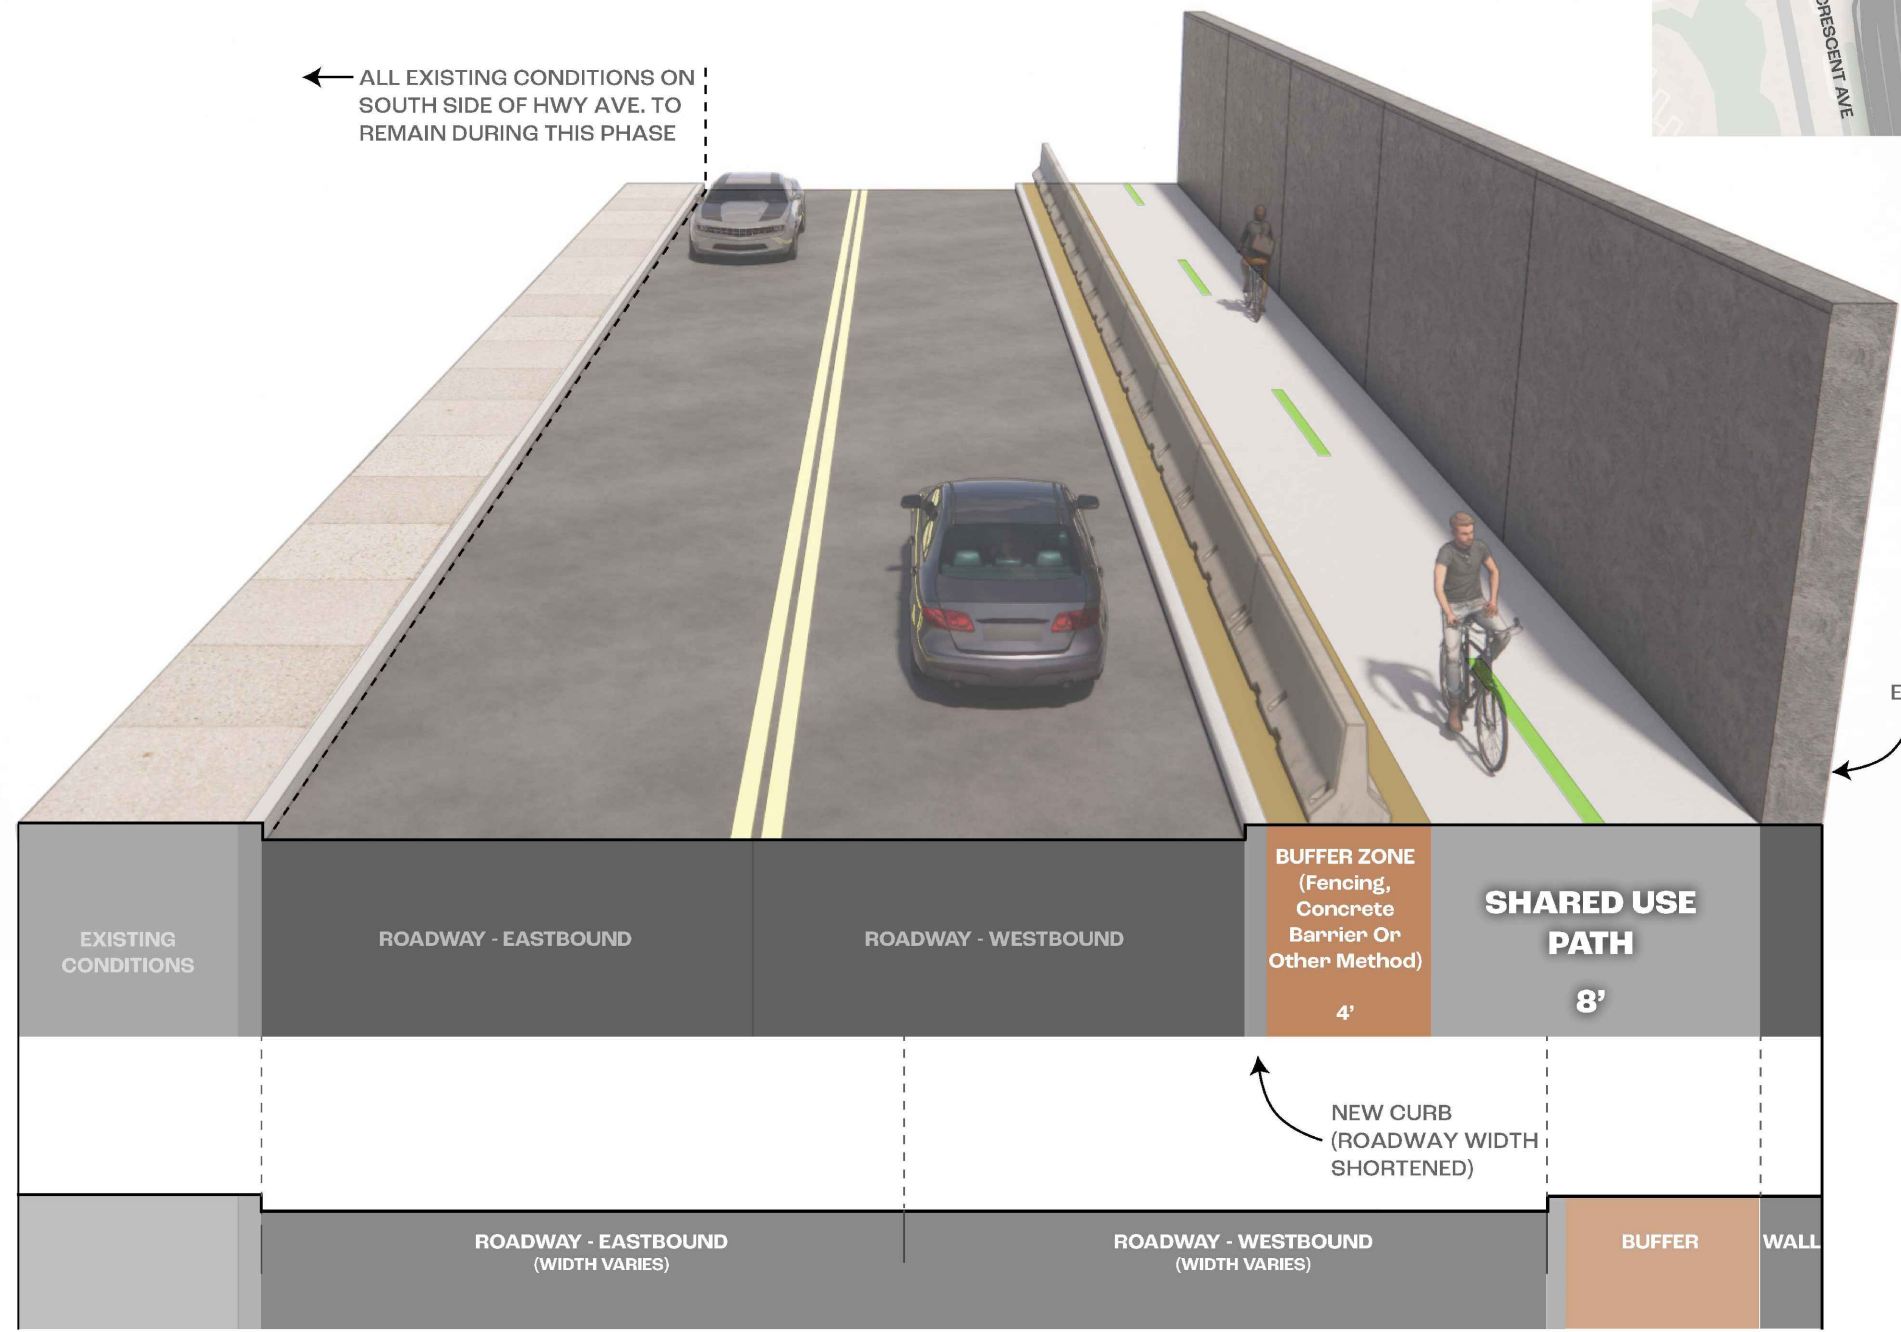 CRESCENT AVE
ALL EXISTING CONDITIONS ON
SOUTH SIDE OF HWY AVE. TO
REMAIN DURING THIS PHASE
E
EXISTING
CONDITIONS
ROADWAY - EASTBOUND
ROADWAY - WESTBOUND
BUFFER ZONE
(Fencing,
Concrete
Barrier Or
Other Method)
4'
SHARED USE
PATH
8'
NEW CURB
(ROADWAY WIDTH
SHORTENED)
ROADWAY - EASTBOUND
(WIDTH VARIES)
ROADWAY - WESTBOUND
(WIDTH VARIES)
BUFFER
WALL